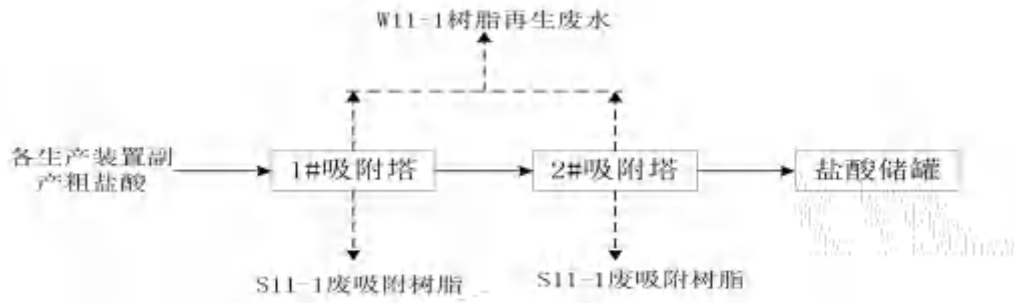 W11-1树脂再生废水
各生产装置副
产粗盐酸
1#吸附塔
2#吸附塔
盐酸储罐
S11-1废吸附树脂
S11-1废吸附树脂